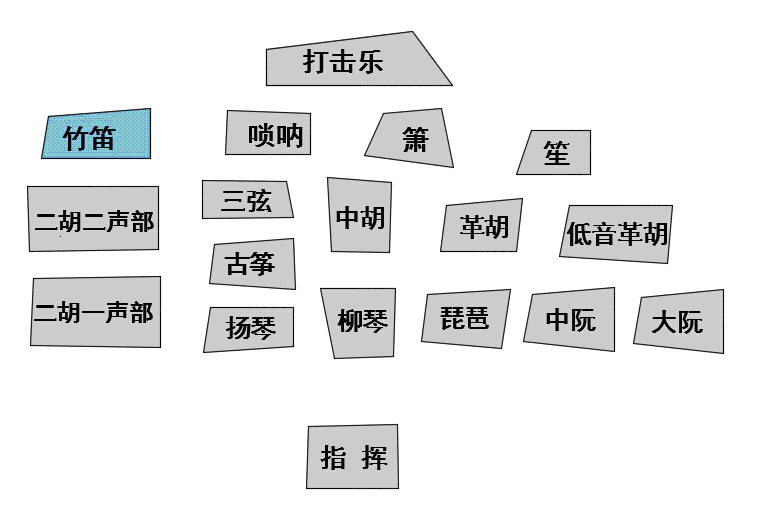 打击乐
竹笛
唢呐
箫
笙
二胡二声部
三弦
中胡
革胡
低音革胡
古筝
二胡一声部
扬琴
柳琴
琵琶
中阮
大阮
指 挥